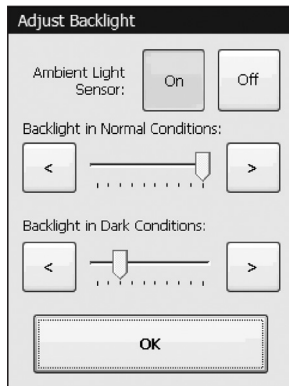 Adjust Backlight
Ambient Light
Sensor:
On
Off
Backlight in Normal Conditions:
<
>
Backlight in Dark Conditions:
<
>
OK